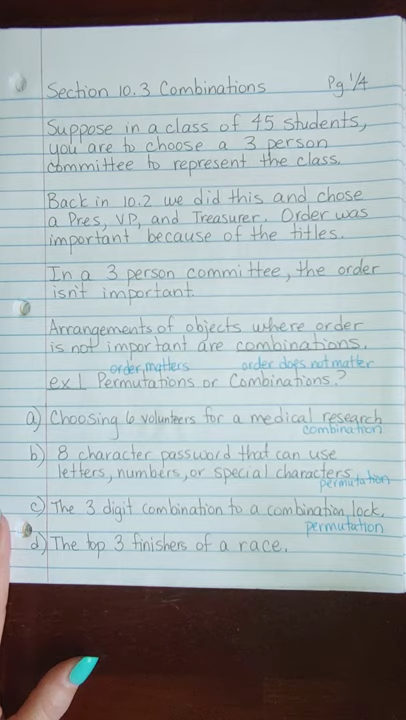 Section 10.3 Combinations Pg 1/4
Suppose in a class of 45 students,
you are to choose a 3 person
committee to represent the class.
Back in 10.2 we did this and chose
a Pres, VP, and Treasurer. Order was
important because of the titles.
In a 3 person committee, the order
isn't important.
Arrangements of objects where order
is not important are combinations.
order matters order does not matter
ex 1 Permutations or Combinations?
a) Choosing 6 volunteers for a medical research
combination
b) 8 character password that can use
letters, numbers, or special characters
permutation
c) The 3 digit combination to a combination lock.
permutation
d) The top 3 finishers of a race.